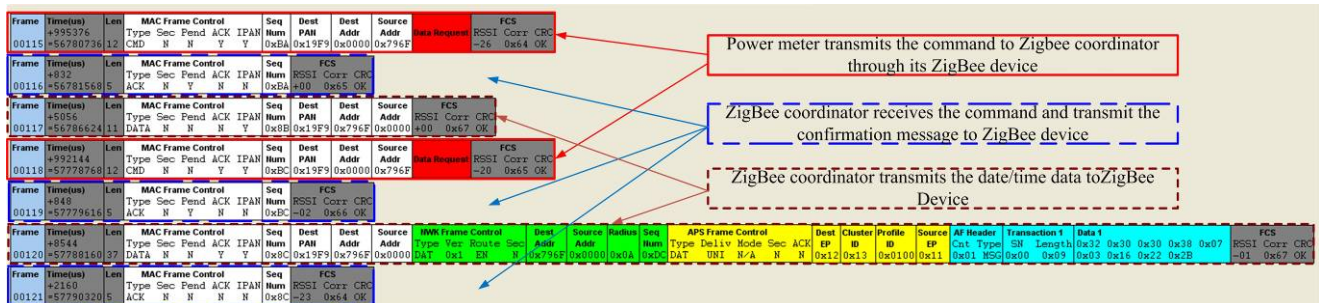 Frame Time(us) Len MAC Frame Control Seq Dest Dest Source Data Request FCS
+995376 Type Sec Pend ACK IPAN Num PAN Addr Addr RSSI Corr CRC
00115 =56780736 12 CMD N N Y Y 0xBA 0x19F9 0x0000 0x796F -26 0x64 OK
Frame Time(us) Len MAC Frame Control Seq FCS
+832 Type Sec Pend ACK IPAN Num RSSI Corr CRC
00116 =56781568 5 ACK N Y N N 0xBA +00 0x65 OK
Frame Time(us) Len MAC Frame Control Seq Dest Dest Source FCS
+5056 Type Sec Pend ACK IPAN Num PAN Addr Addr RSSI Corr CRC
00117 =56786624 11 DATA N N N Y 0x8B 0x19F9 0x796F 0x0000 +00 0x67 OK
Frame Time(us) Len MAC Frame Control Seq Dest Dest Source Data Request FCS
+992144 Type Sec Pend ACK IPAN Num PAN Addr Addr RSSI Corr CRC
00118 =57778768 12 CMD N N Y Y 0xBC 0x19F9 0x0000 0x796F -20 0x65 OK
Frame Time(us) Len MAC Frame Control Seq FCS
+848 Type Sec Pend ACK IPAN Num RSSI Corr CRC
00119 =57779616 5 ACK N Y N N 0xBC -02 0x66 OK
Frame Time(us) Len MAC Frame Control Seq Dest Dest Source NWK Frame Control Dest Source Radius Seq APS Frame Control Dest Cluster Profile Source AF Header Transaction 1 Data 1 FCS
+8544 Type Sec Pend ACK IPAN Num PAN Addr Addr Type Ver Route Sec Addr Addr Num Type Deliv Mode Sec ACK EP ID ID EP Cnt Type SN Length 0x32 0x30 0x30 0x38 0x07 RSSI Corr CRC
00120 =57788160 37 DATA N N Y Y 0x8C 0x19F9 0x796F 0x0000 DAT 0x1 EN N 0x796F 0x0000 0x0A 0xDC DAT UNI N/A N N 0x12 0x13 0x0100 0x11 0x01 MSG 0x00 0x09 0x03 0x16 0x22 0x2B -01 0x67 OK
Frame Time(us) Len MAC Frame Control Seq FCS
+2160 Type Sec Pend ACK IPAN Num RSSI Corr CRC
00121 =57790320 5 ACK N N N N 0x8C -23 0x64 OK
Power meter transmits the command to Zigbee coordinator
through its ZigBee device
ZigBee coordinator receives the command and transmit the
confirmation message to ZigBee device
ZigBee coordinator transmits the date/time data toZigBee
Device